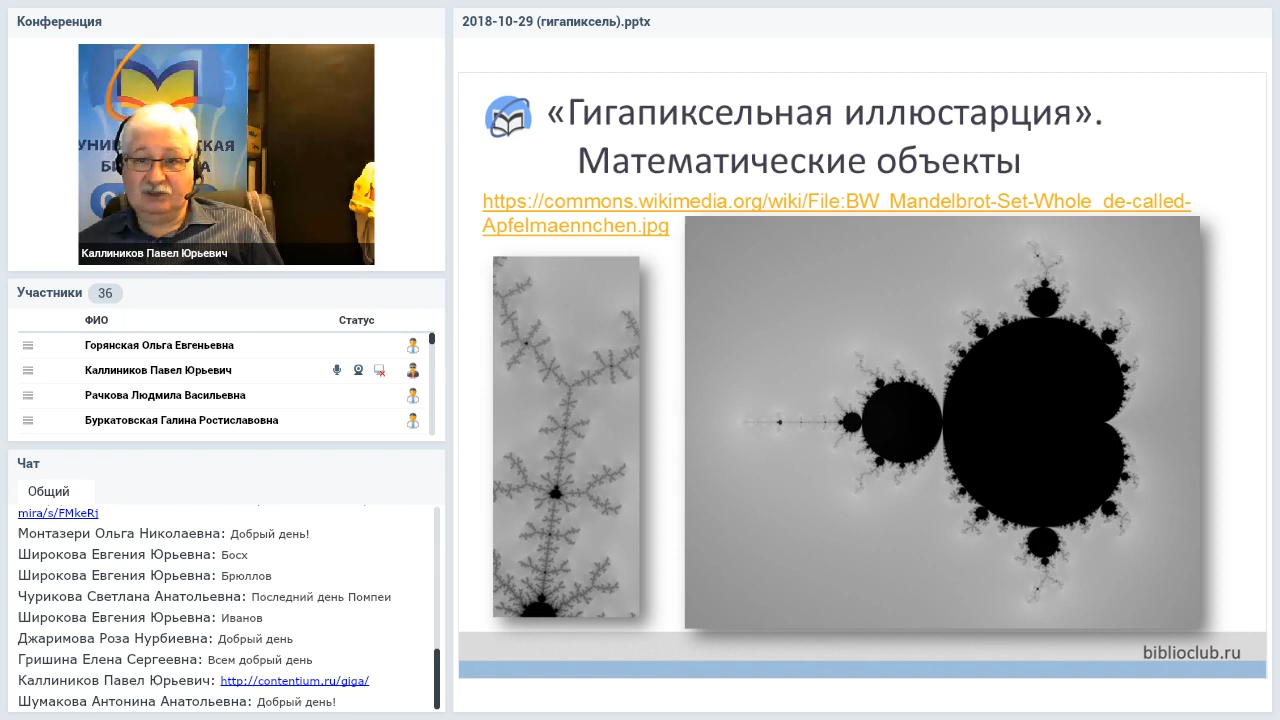 Конференция
УНИ
СКАЯ
Каллиников Павел Юрьевич
Участники 36
ФИО Статус
Горянская Ольга Евгеньевна
Каллиников Павел Юрьевич
Рачкова Людмила Васильевна
Буркатовская Галина Ростиславовна
Чат
Общий
mira/s/FMkeRj
Монтазери Ольга Николаевна: Добрый день!
Широкова Евгения Юрьевна: Босх
Широкова Евгения Юрьевна: Брюллов
Чурикова Светлана Анатольевна: Последний день Помпеи
Широкова Евгения Юрьевна: Иванов
Джаримова Роза Нурбиевна: Добрый день
Гришина Елена Сергеевна: Всем добрый день
Каллиников Павел Юрьевич: http://contentium.ru/giga/
Шумакова Антонина Анатольевна: Добрый день!
2018-10-29 (гигапиксель).pptx
«Гигапиксельная иллюстарция».
Математические объекты
https://commons.wikimedia.org/wiki/File:BW_Mandelbrot-Set-Whole_de-called-
Apfelmaennchen.jpg
biblioclub.ru